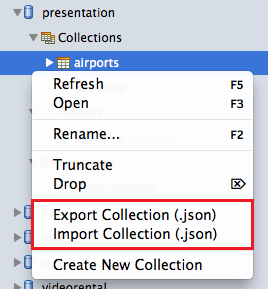 presentation
Collections
airports
Refresh F5
Open F3
Rename... F2
Truncate
Drop
Export Collection (.json)
Import Collection (.json)
Create New Collection
videorental